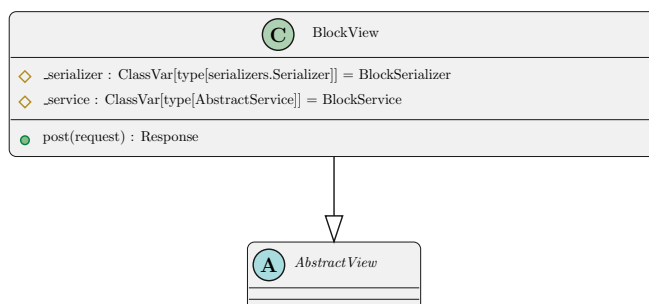 C BlockView
_serializer : ClassVar[type[serializers.Serializer]] = BlockSerializer
_service : ClassVar[type[AbstractService]] = BlockService
post(request) : Response
A AbstractView